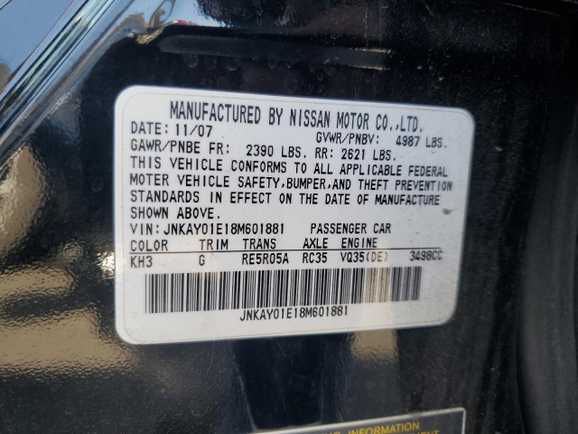 MANUFACTURED BY NISSAN MOTOR CO.,LTD.
DATE: 11/07 GVWR/PNBV: 4987 LBS.
GAWR/PNBE FR: 2390 LBS. RR: 2621 LBS.
THIS VEHICLE CONFORMS TO ALL APPLICABLE FEDERAL
MOTOR VEHICLE SAFETY,BUMPER,AND THEFT PREVENTION
STANDARDS IN EFFECT ON THE DATE OF MANUFACTURE
SHOWN ABOVE.
VIN: JNKAY01E18M601881 PASSENGER CAR
COLOR TRIM TRANS AXLE ENGINE
KH3 G RE5R05A RC35 VQ35(DE) 3498CC
JNKAY01E18M601881
INFORMATION